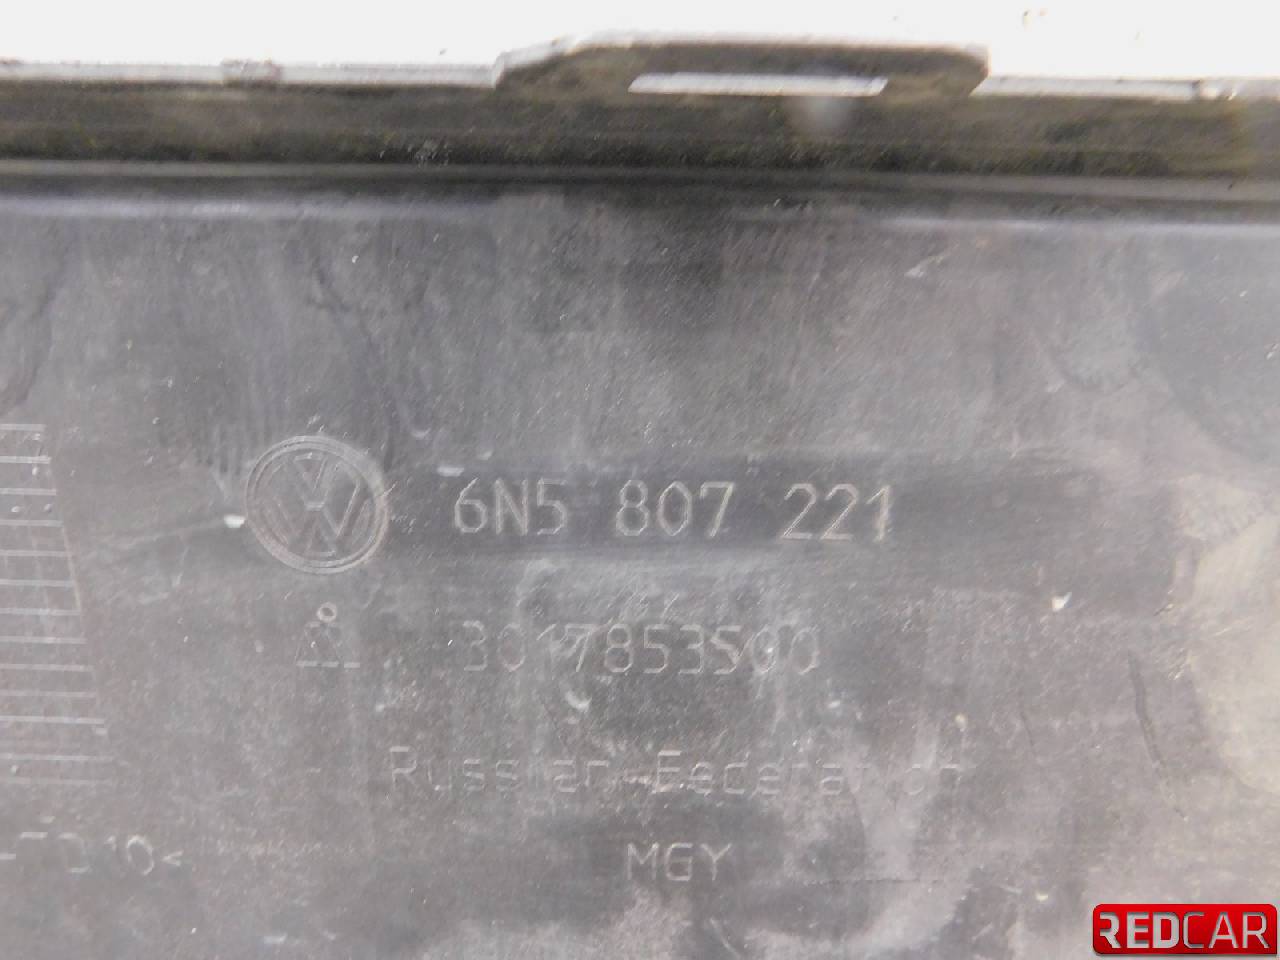 6N5 807 221
3017853500
Russian Federation
MGY
REDCAR